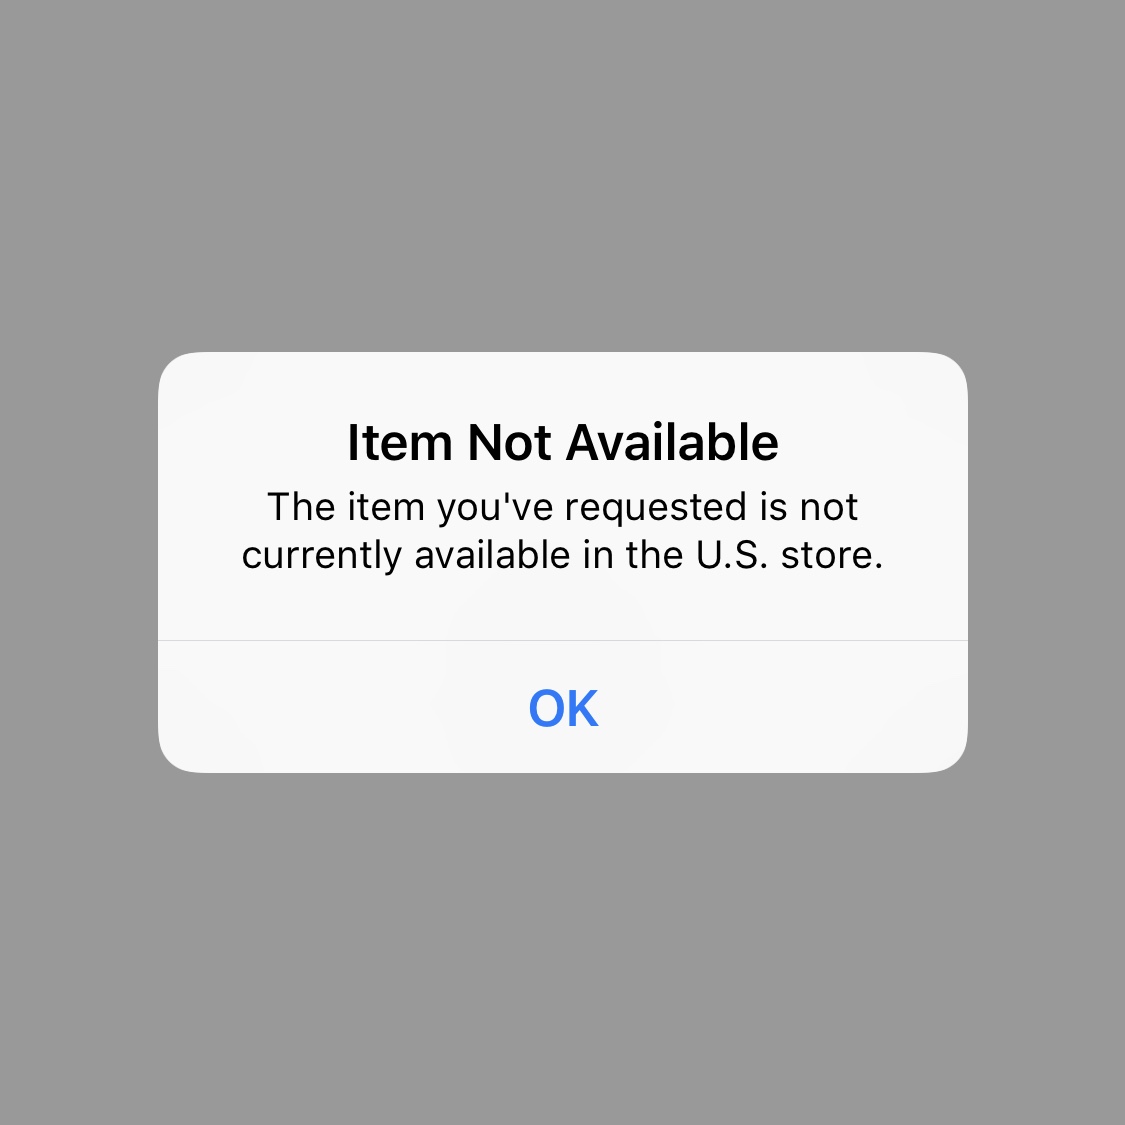 Item Not Available
The item you've requested is not
currently available in the U.S. store.
OK